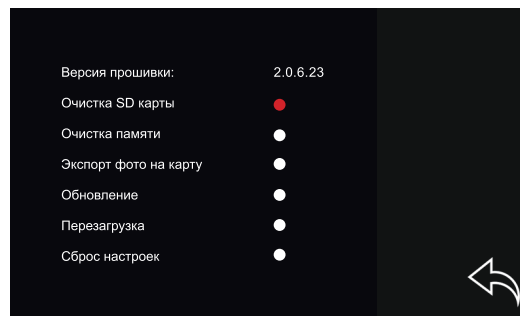 Версия прошивки: 2.0.6.23
Очистка SD карты
Очистка памяти
Экспорт фото на карту
Обновление
Перезагрузка
Сброс настроек